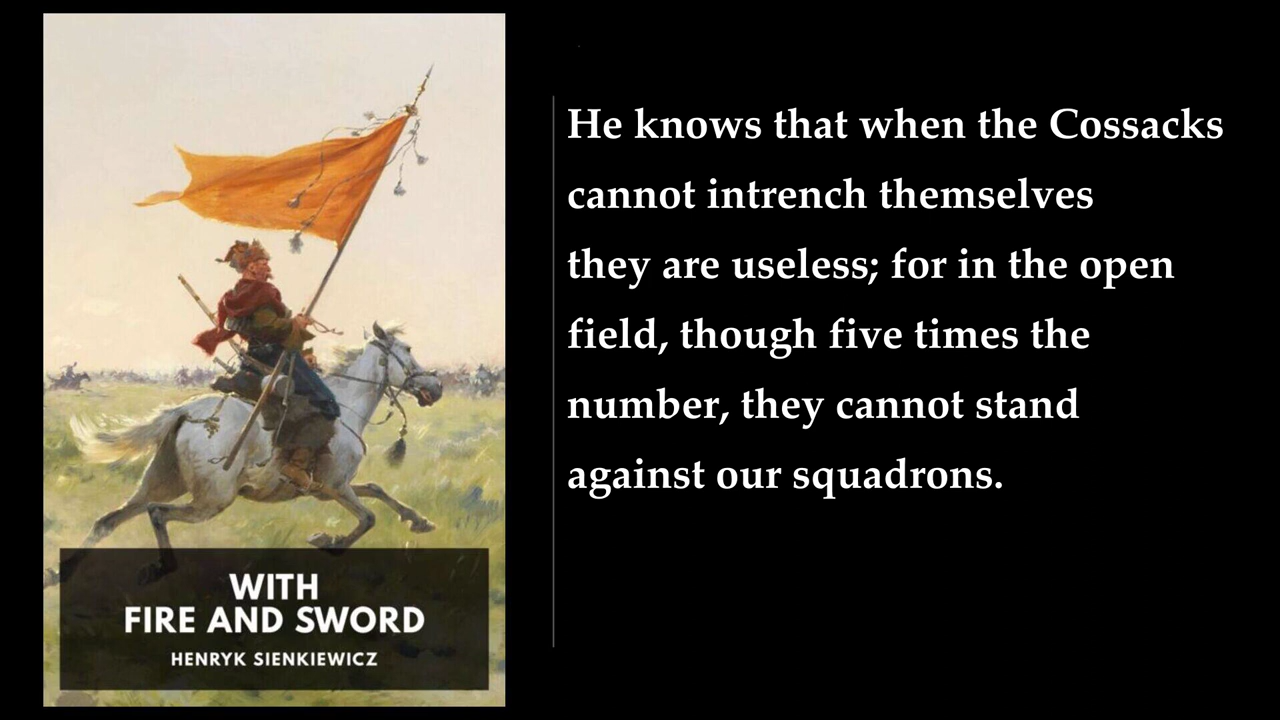 He knows that when the Cossacks
cannot intrench themselves
they are useless; for in the open
field, though five times the
number, they cannot stand
against our squadrons.
WITH
FIRE AND SWORD
HENRYK SIENKIEWICZ